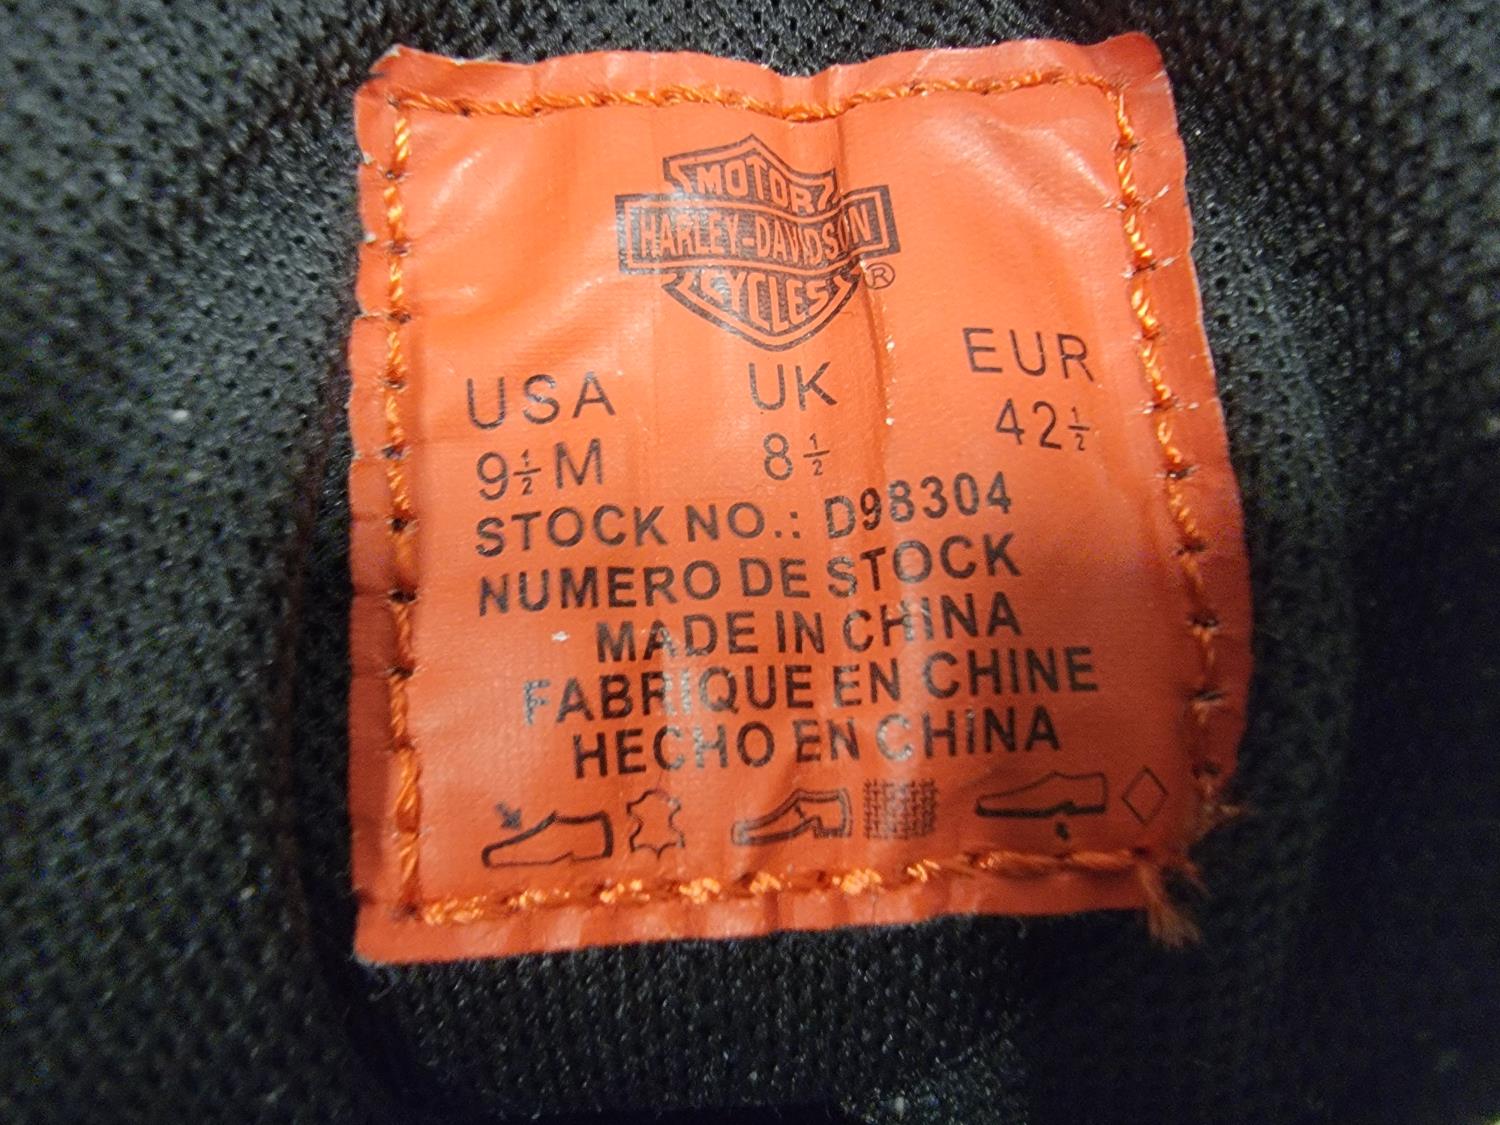 MOTOR
HARLEY-DAVIDSON
CYCLES
®
USA UK EUR
9½ M 8½ 42½
STOCK NO.: D98304
NUMERO DE STOCK
MADE IN CHINA
FABRIQUE EN CHINE
HECHO EN CHINA